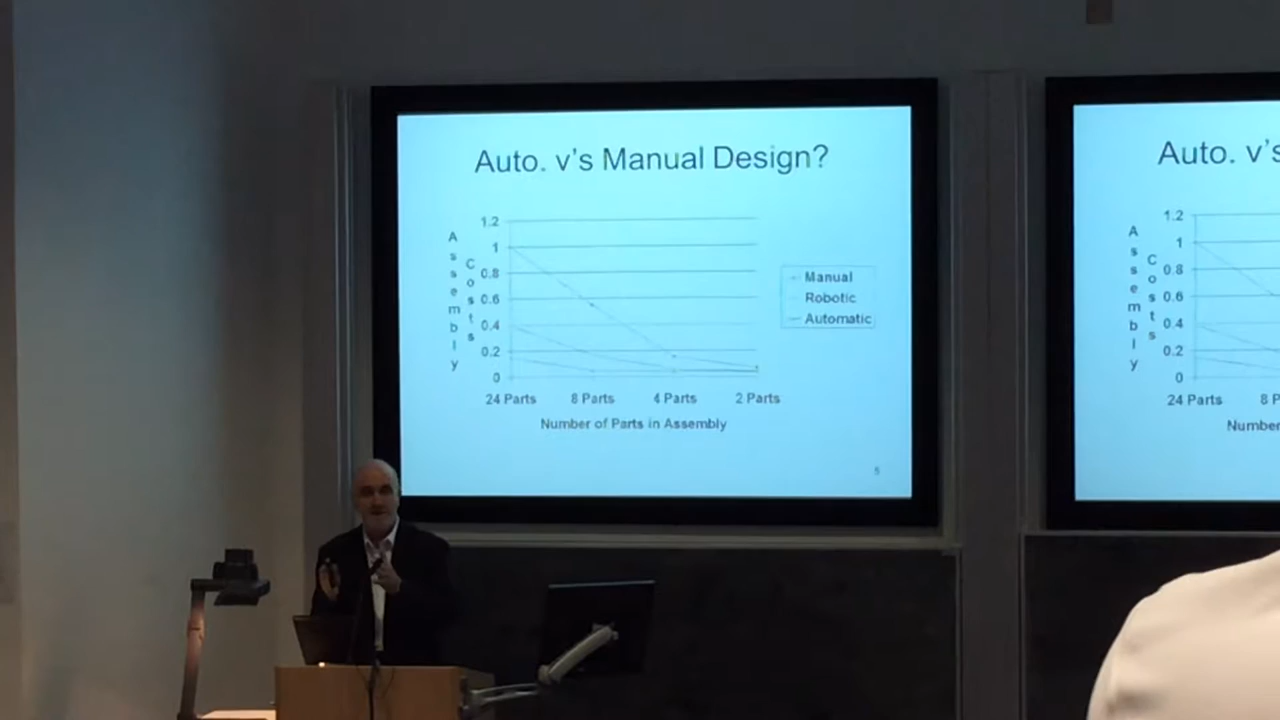 Auto. v's Manual Design?
Assembly
Costs
1.2
1
0.8
0.6
0.4
0.2
0
24 Parts 8 Parts 4 Parts 2 Parts
Number of Parts in Assembly
Manual
Robotic
Automatic
5
Auto. v's
Assembly
Costs
1.2
1
0.8
0.6
0.4
0.2
0
24 Parts 8 P
Number